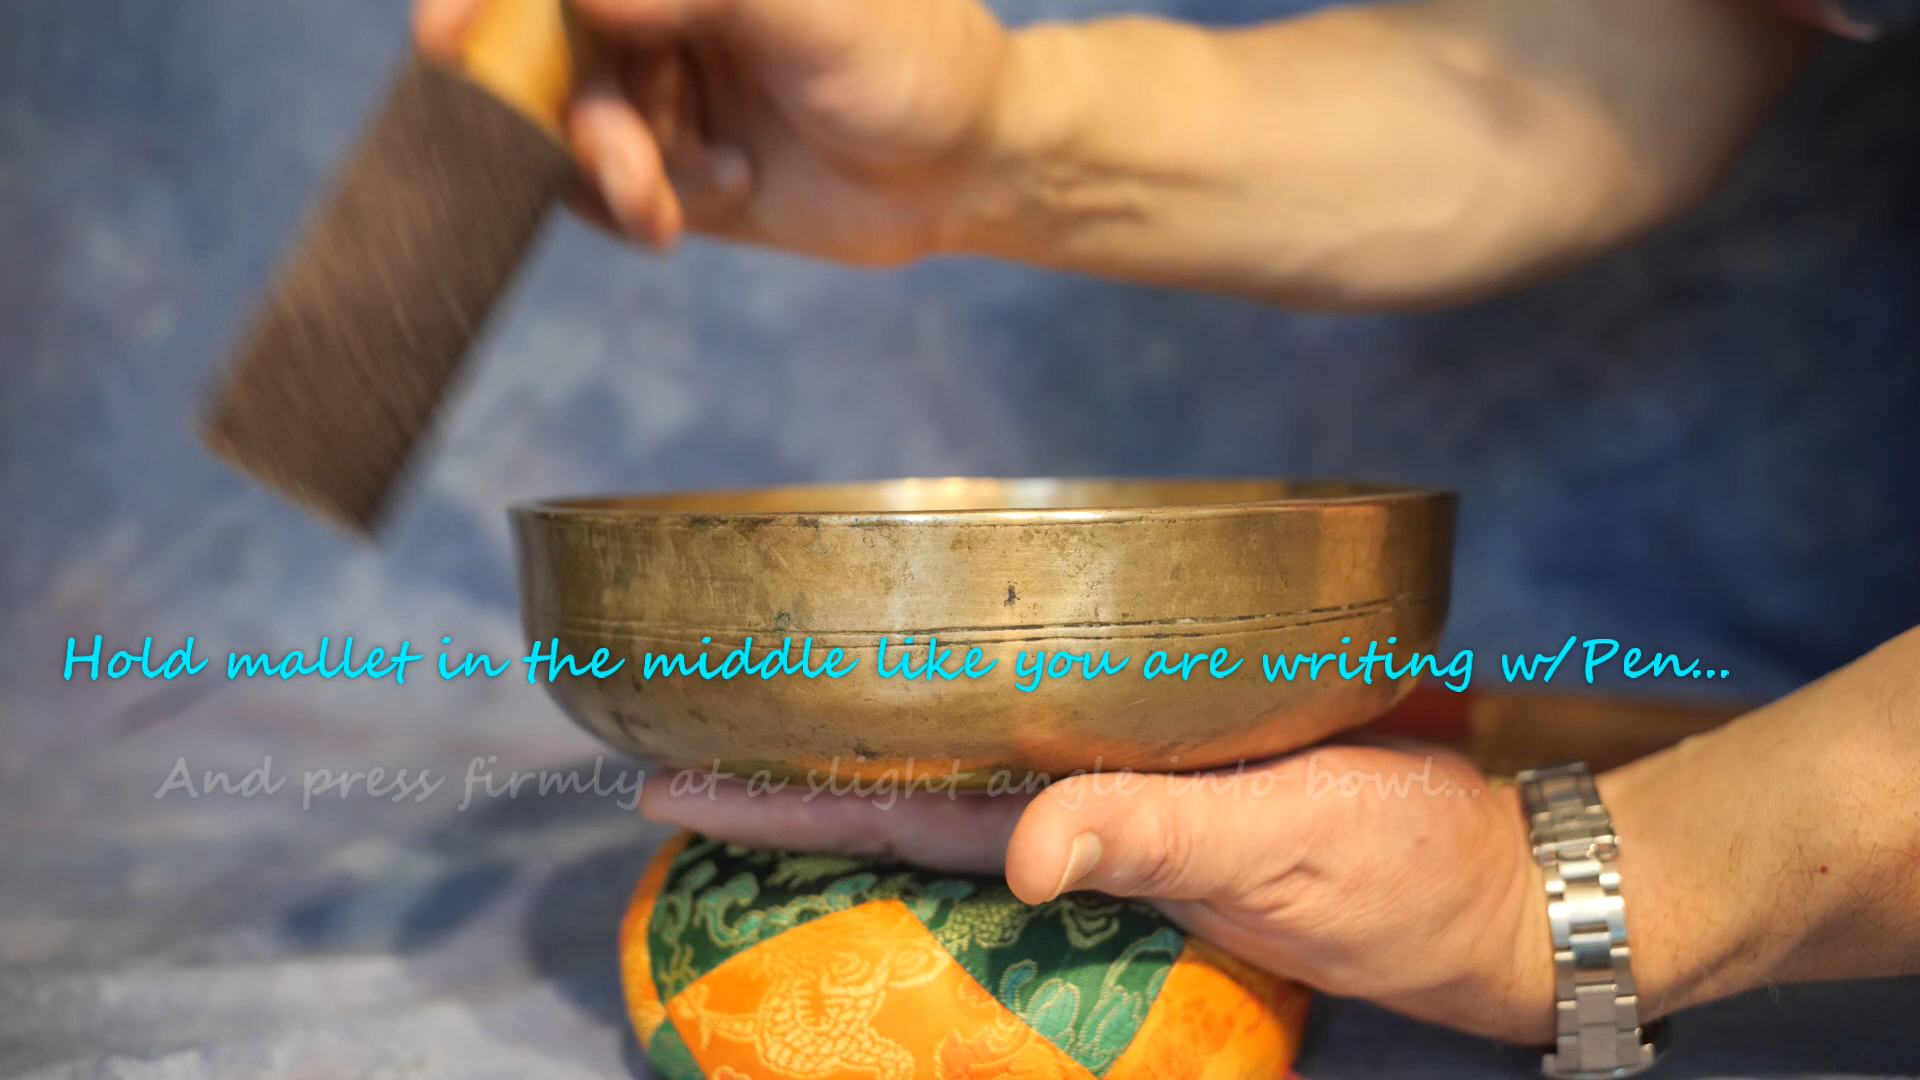 Hold mallet in the middle like you are writing w/Pen...
And press firmly at a slight angle into bowl...